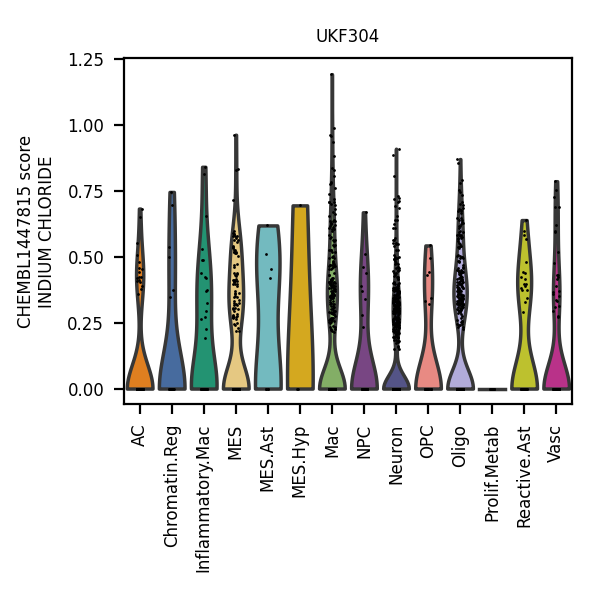 UKF304
CHEMBL1447815 score
INDIUM CHLORIDE
1.25
1.00
0.75
0.50
0.25
0.00
AC
Chromatin.Reg
Inflammatory.Mac
MES
MES.Ast
MES.Hyp
Mac
NPC
Neuron
OPC
Oligo
Prolif.Metab
Reactive.Ast
Vasc